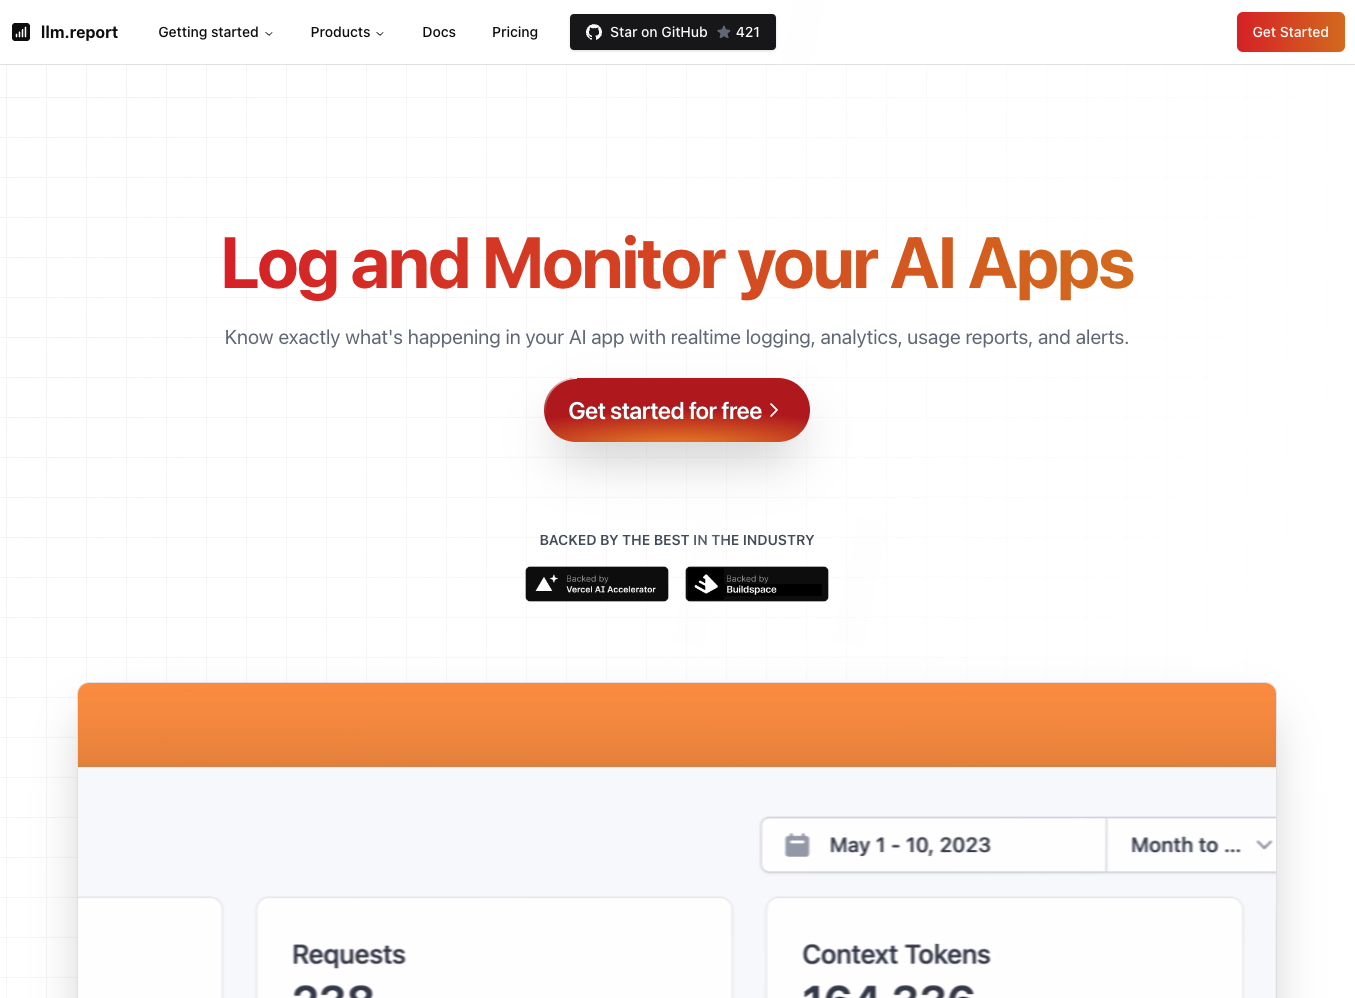 llm.report
Getting started
Products
Docs
Pricing
Star on GitHub 421
Get Started
Log and Monitor your AI Apps
Know exactly what's happening in your AI app with realtime logging, analytics, usage reports, and alerts.
Get started for free
BACKED BY THE BEST IN THE INDUSTRY
Backed by
Vercel AI Accelerator
Backed by
Buildspace
May 1 - 10, 2023
Month to ...
Requests
Context Tokens